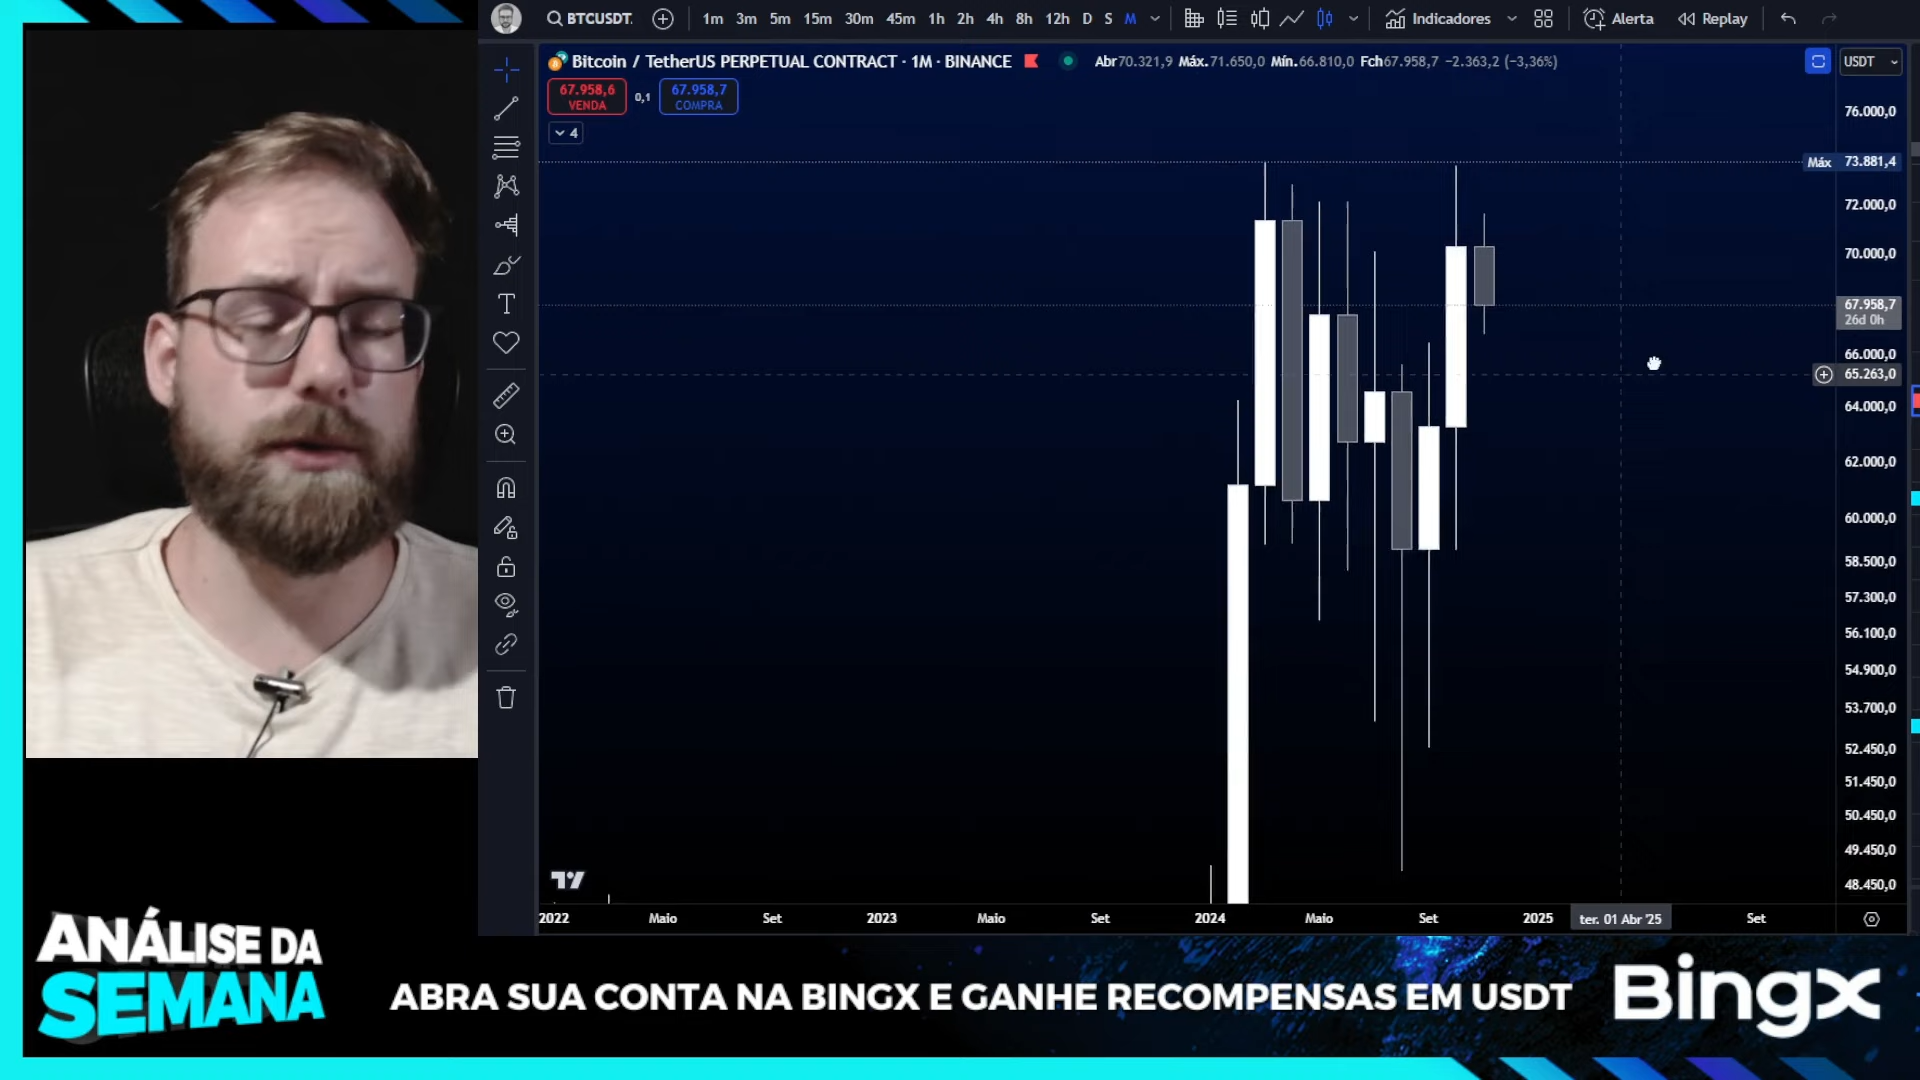 BTCUSDT.
1m 3m 5m 15m 30m 45m 1h 2h 4h 8h 12h D S M
Indicadores
Alerta
Replay
Bitcoin / TetherUS PERPETUAL CONTRACT · 1M · BINANCE
Abr70.321,9 Máx.71.650,0 Mín.66.810,0 Fch67.958,7 −2.363,2 (−3,36%)
USDT
67.958,6
VENDA
0,1
67.958,7
COMPRA
4
76.000,0
Máx 73.881,4
72.000,0
70.000,0
67.958,7
26d 0h
66.000,0
65.263,0
64.000,0
62.000,0
60.000,0
58.500,0
57.300,0
56.100,0
54.900,0
53.700,0
52.450,0
51.450,0
50.450,0
49.450,0
48.450,0
2022 Maio Set 2023 Maio Set 2024 Maio Set 2025 ter. 01 Abr '25 Set
ANÁLISE DA
SEMANA
ABRA SUA CONTA NA BINGX E GANHE RECOMPENSAS EM USDT
BingX